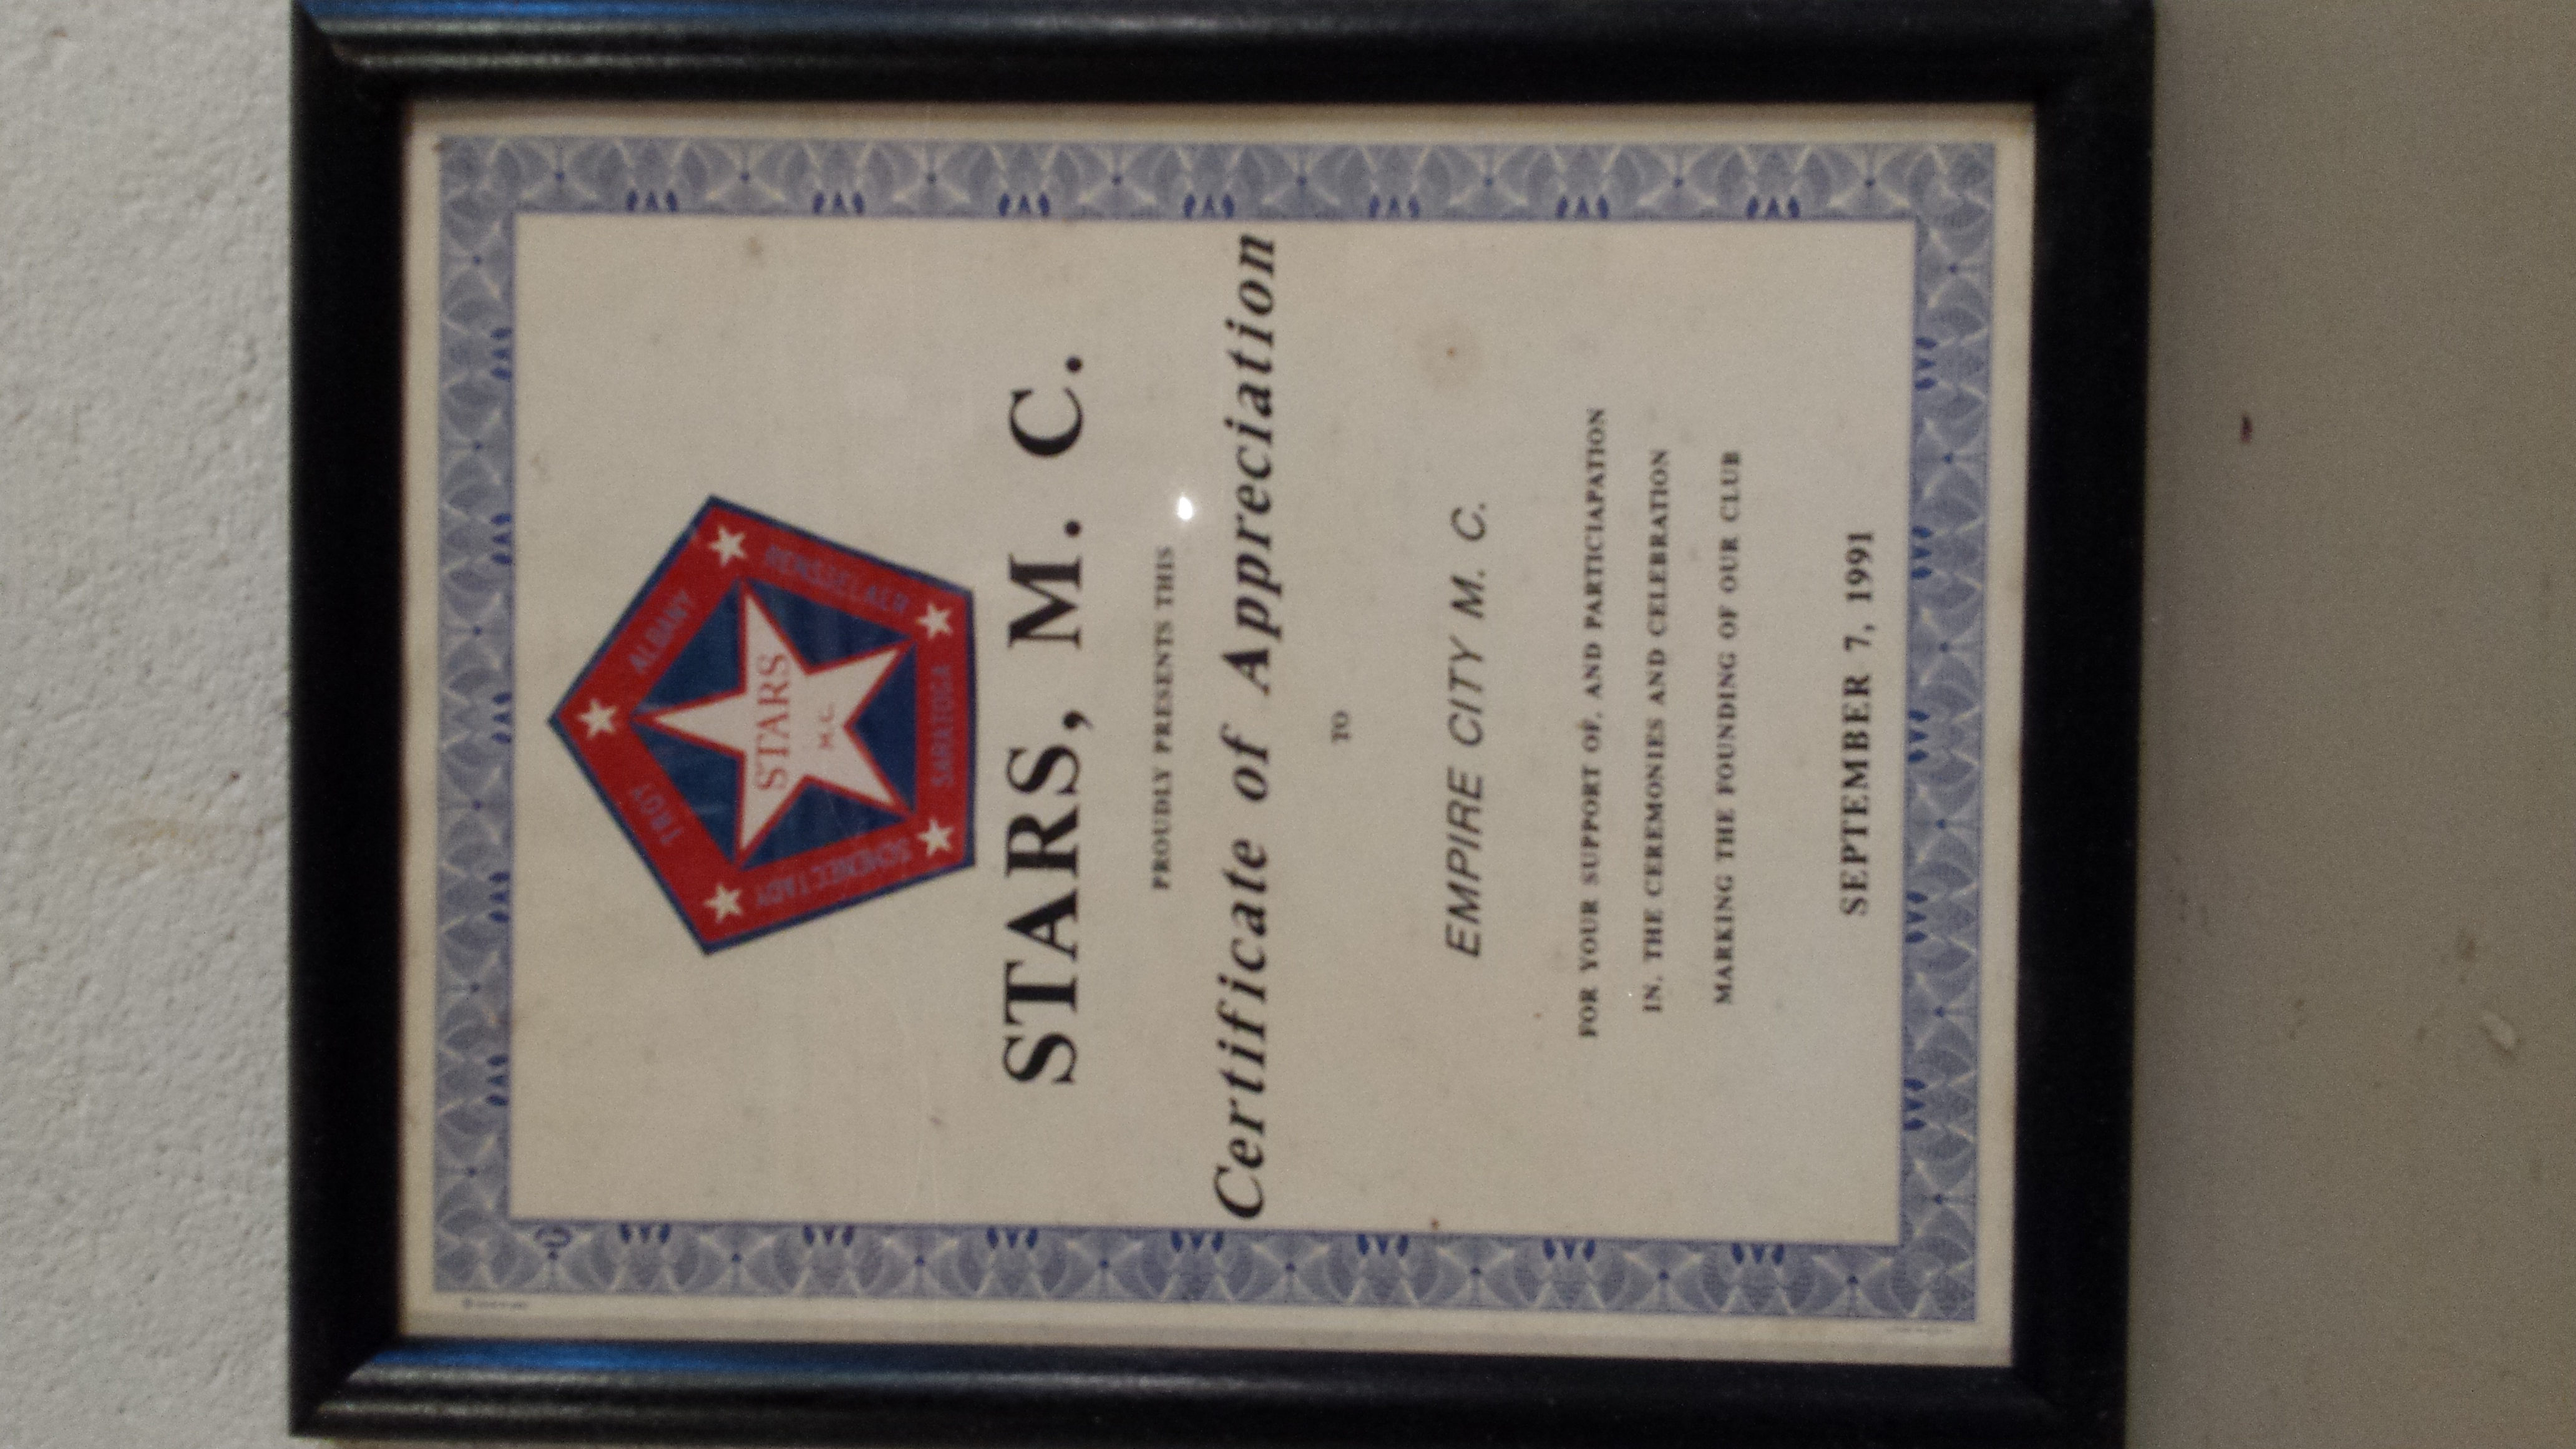 TROY
ALBANY
SCHENECTADY
RENSSELAER
SARATOGA
STARS
M.C.
STARS, M. C.
PROUDLY PRESENTS THIS
Certificate of Appreciation
TO
EMPIRE CITY M. C.
FOR YOUR SUPPORT OF, AND PARTICIAPATION
IN, THE CEREMONIES AND CELEBRATION
MARKING THE FOUNDING OF OUR CLUB
SEPTEMBER 7, 1991